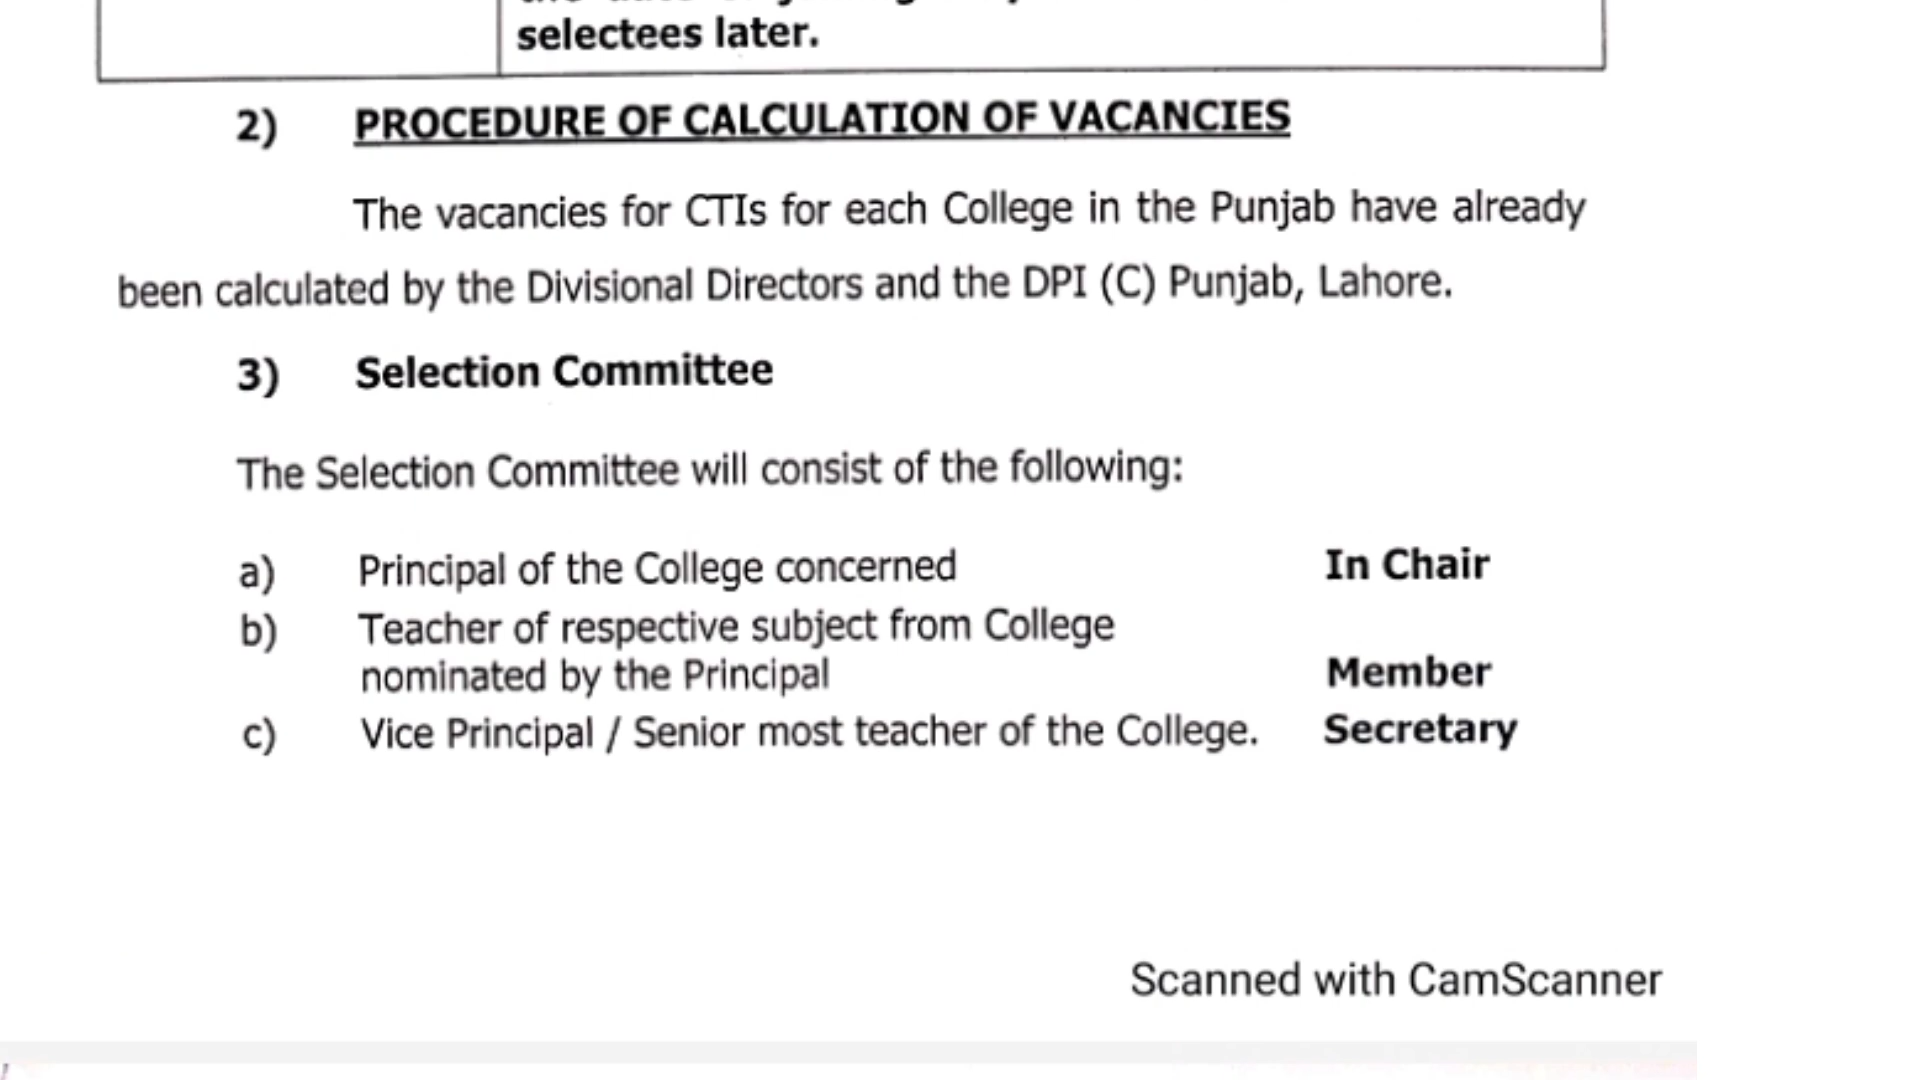 selectees later.
2) PROCEDURE OF CALCULATION OF VACANCIES
The vacancies for CTIs for each College in the Punjab have already
been calculated by the Divisional Directors and the DPI (C) Punjab, Lahore.
3) Selection Committee
The Selection Committee will consist of the following:
a) Principal of the College concerned In Chair
b) Teacher of respective subject from College
nominated by the Principal Member
c) Vice Principal / Senior most teacher of the College. Secretary
Scanned with CamScanner